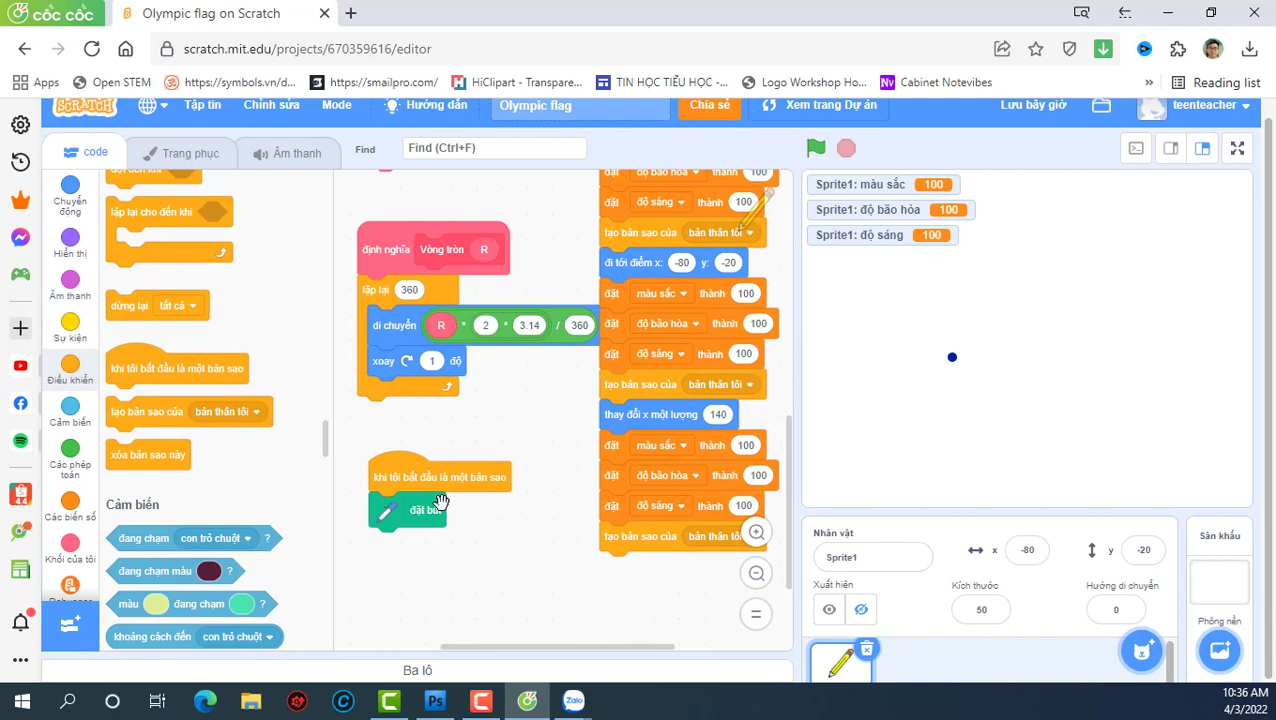 cốc cốc
Olympic flag on Scratch
scratch.mit.edu/projects/670359616/editor
Apps
Open STEM
https://symbols.vn/d...
https://smailpro.com/
HiClipart - Transpare...
TIN HỌC TIỂU HỌC -...
Logo Workshop Ho...
Cabinet Notevibes
Reading list
SCRATCH
Tập tin
Chỉnh sửa
Mode
Hướng dẫn
Olympic flag
Chia sẻ
Xem trang Dự án
Lưu bây giờ
teenteacher
code
Trang phục
Âm thanh
Find
Find (Ctrl+F)
Chuyển động
Hiển thị
Âm thanh
Sự kiện
Điều khiển
Cảm biến
Các phép toán
Các biến số
Khối của tôi
lặp lại cho đến khi
dừng lại tất cả
khi tôi bắt đầu là một bản sao
tạo bản sao của bản thân tôi
xóa bản sao này
Cảm biến
đang chạm con trỏ chuột ?
đang chạm màu ?
màu đang chạm ?
khoảng cách đến con trỏ chuột
định nghĩa Vòng tròn R
lặp lại 360
di chuyển R * 2 * 3.14 / 360
xoay 1 độ
khi tôi bắt đầu là một bản sao
đặt bút
đặt độ bão hòa thành 100
đặt độ sáng thành 100
tạo bản sao của bản thân tôi
đi tới điểm x: -80 y: -20
đặt màu sắc thành 100
đặt độ bão hòa thành 100
đặt độ sáng thành 100
tạo bản sao của bản thân tôi
thay đổi x một lượng 140
đặt màu sắc thành 100
đặt độ bão hòa thành 100
đặt độ sáng thành 100
tạo bản sao của bản thân tôi
Sprite1: màu sắc 100
Sprite1: độ bão hòa 100
Sprite1: độ sáng 100
Nhân vật
Sprite1
x -80
y -20
Xuất hiện
Kích thước
50
Hướng di chuyển
0
Sân khấu
Phông nền
Ba lô
10:36 AM
4/3/2022